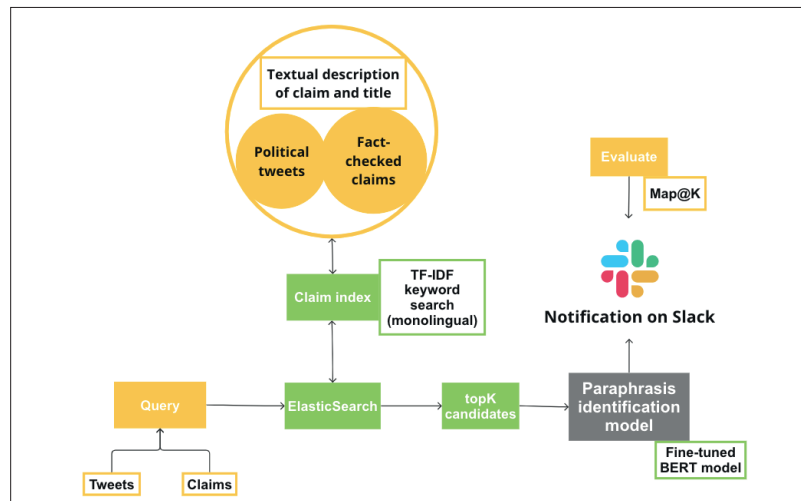 Textual description
of claim and title
Political
tweets
Fact-
checked
claims
Evaluate
Map@K
Claim index
TF-IDF
keyword
search
(monolingual)
Notification on Slack
Query
ElasticSearch
topK
candidates
Paraphrasis
identification
model
Fine-tuned
BERT model
Tweets
Claims